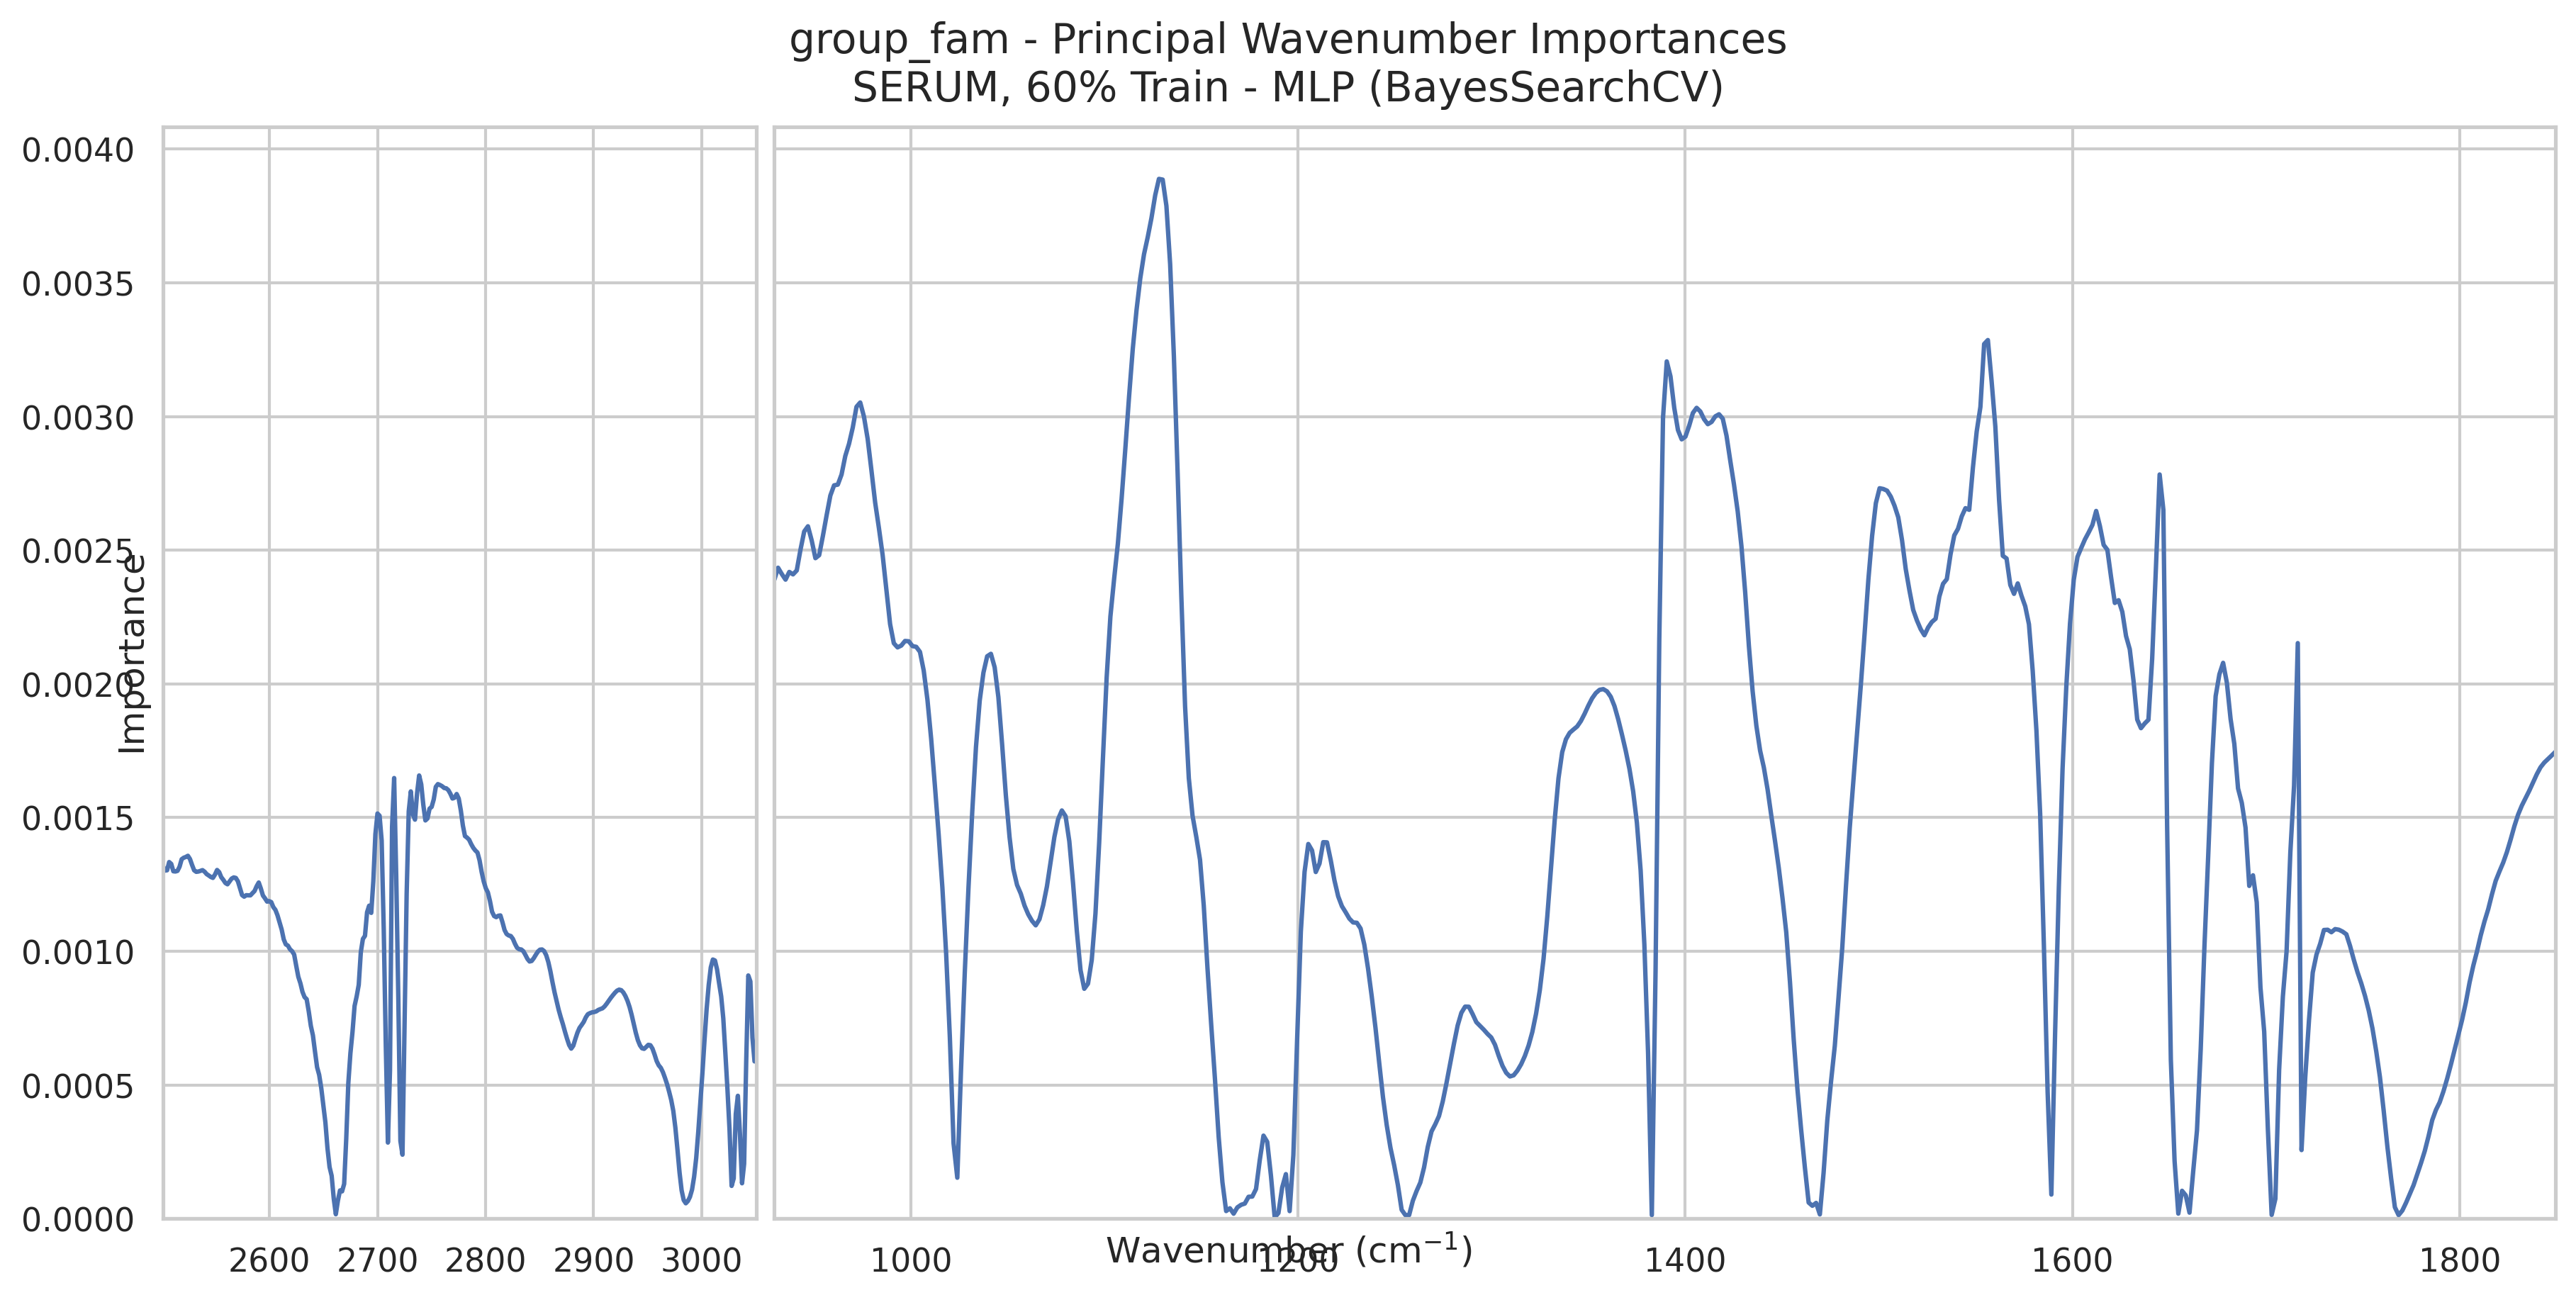 group_fam - Principal Wavenumber Importances
SERUM, 60% Train - MLP (BayesSearchCV)
0.0040
0.0035
0.0030
0.0025
0.0020
0.0015
0.0010
0.0005
0.0000
Importance
2600 2700 2800 2900 3000 1000 1200 1400 1600 1800
Wavenumber (cm⁻¹)